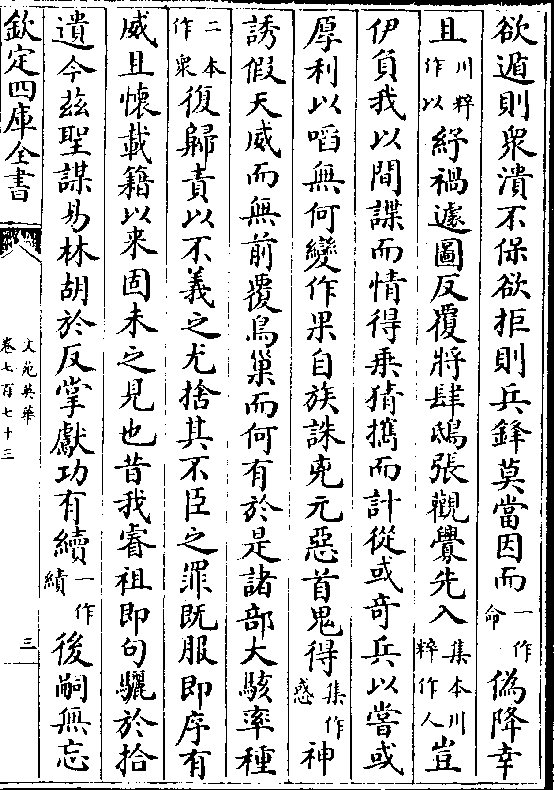 欲遁則衆潰不保欲拒則兵鋒莫當因而一作命偽降幸
且川粹作以紓禍遽圖反覆將肆鴟張觀釁先入集本川粹作人豈
伊負我以間諜而情得乗猜攜而計從或奇兵以嘗或
厚利以啗無何變作果自族誅兇元惡首鬼得集作惑神
誘假天威而無前覆鳥巢而何有於是諸部大駭率種
二本作衆復歸責以不義之尤捨其不臣之罪既服即序有
威且懷載籍以来固未之見也昔我睿祖即句驪於拾
遺今兹聖謀易林胡於反掌獻功有續一作績後嗣無忘
欽定四庫全書
文苑英華
卷七百七十三
三